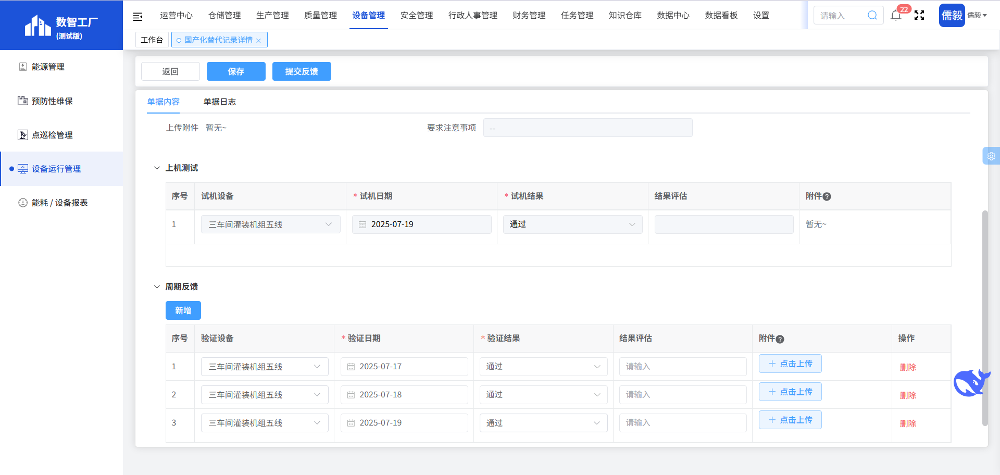 数智工厂
(测试版)
运营中心 仓储管理 生产管理 质量管理 设备管理 安全管理 行政人事管理 财务管理 任务管理 知识仓库 数据中心 数据看板 设置
请输入
22
儒毅
儒毅
工作台
国产化替代记录详情
能源管理
预防性维保
点巡检管理
设备运行管理
能耗 / 设备报表
返回 保存 提交反馈
单据内容 单据日志
上传附件 暂无~ 要求注意事项 --
上机测试
序号 试机设备 * 试机日期 * 试机结果 结果评估 附件?
1 三车间灌装机组五线 2025-07-19 通过 暂无~
周期反馈
新增
序号 验证设备 * 验证日期 * 验证结果 结果评估 附件? 操作
1 三车间灌装机组五线 2025-07-17 通过 请输入 + 点击上传 删除
2 三车间灌装机组五线 2025-07-18 通过 请输入 + 点击上传 删除
3 三车间灌装机组五线 2025-07-19 通过 请输入 + 点击上传 删除